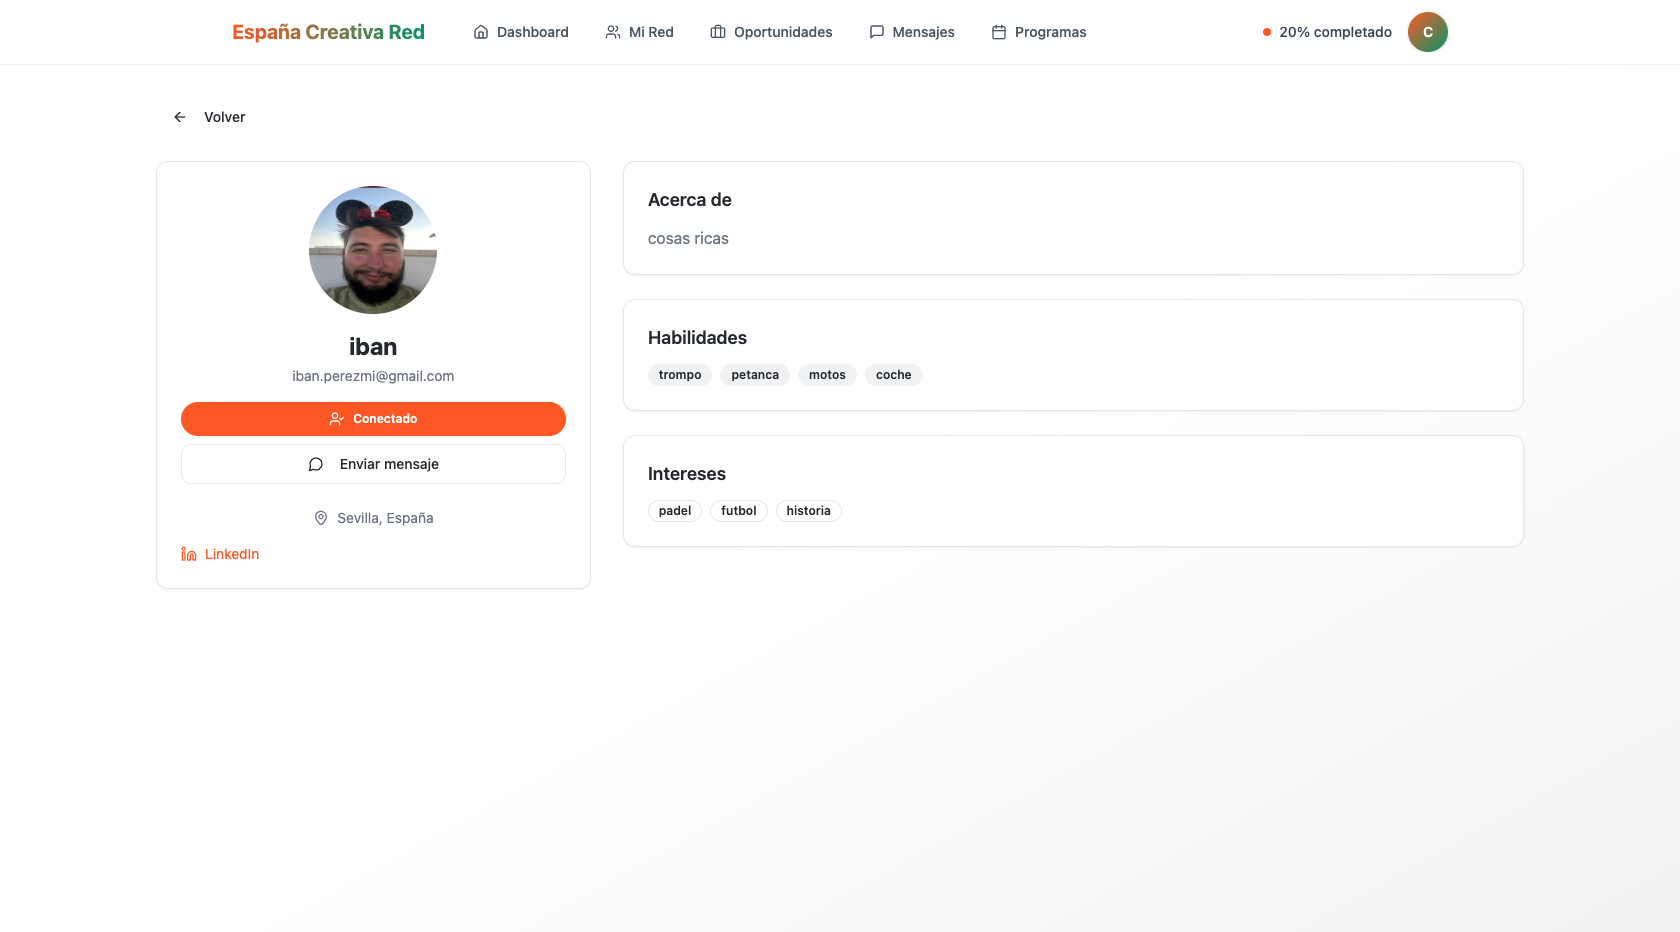 España Creativa Red
Dashboard
Mi Red
Oportunidades
Mensajes
Programas
20% completado
C
Volver
iban
iban.perezmi@gmail.com
Conectado
Enviar mensaje
Sevilla, España
LinkedIn
Acerca de
cosas ricas
Habilidades
trompo petanca motos coche
Intereses
padel futbol historia